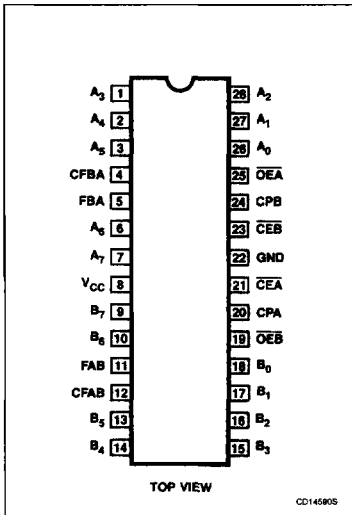 A3 1 28 A2
A4 2 27 A1
A5 3 26 A0
CFBA 4 25 OEA
FBA 5 24 CPB
A6 6 23 CEB
A7 7 22 GND
VCC 8 21 CEA
B7 9 20 CPA
B6 10 19 OEB
FAB 11 18 B0
CFAB 12 17 B1
B5 13 16 B2
B4 14 15 B3
TOP VIEW
CD14590S